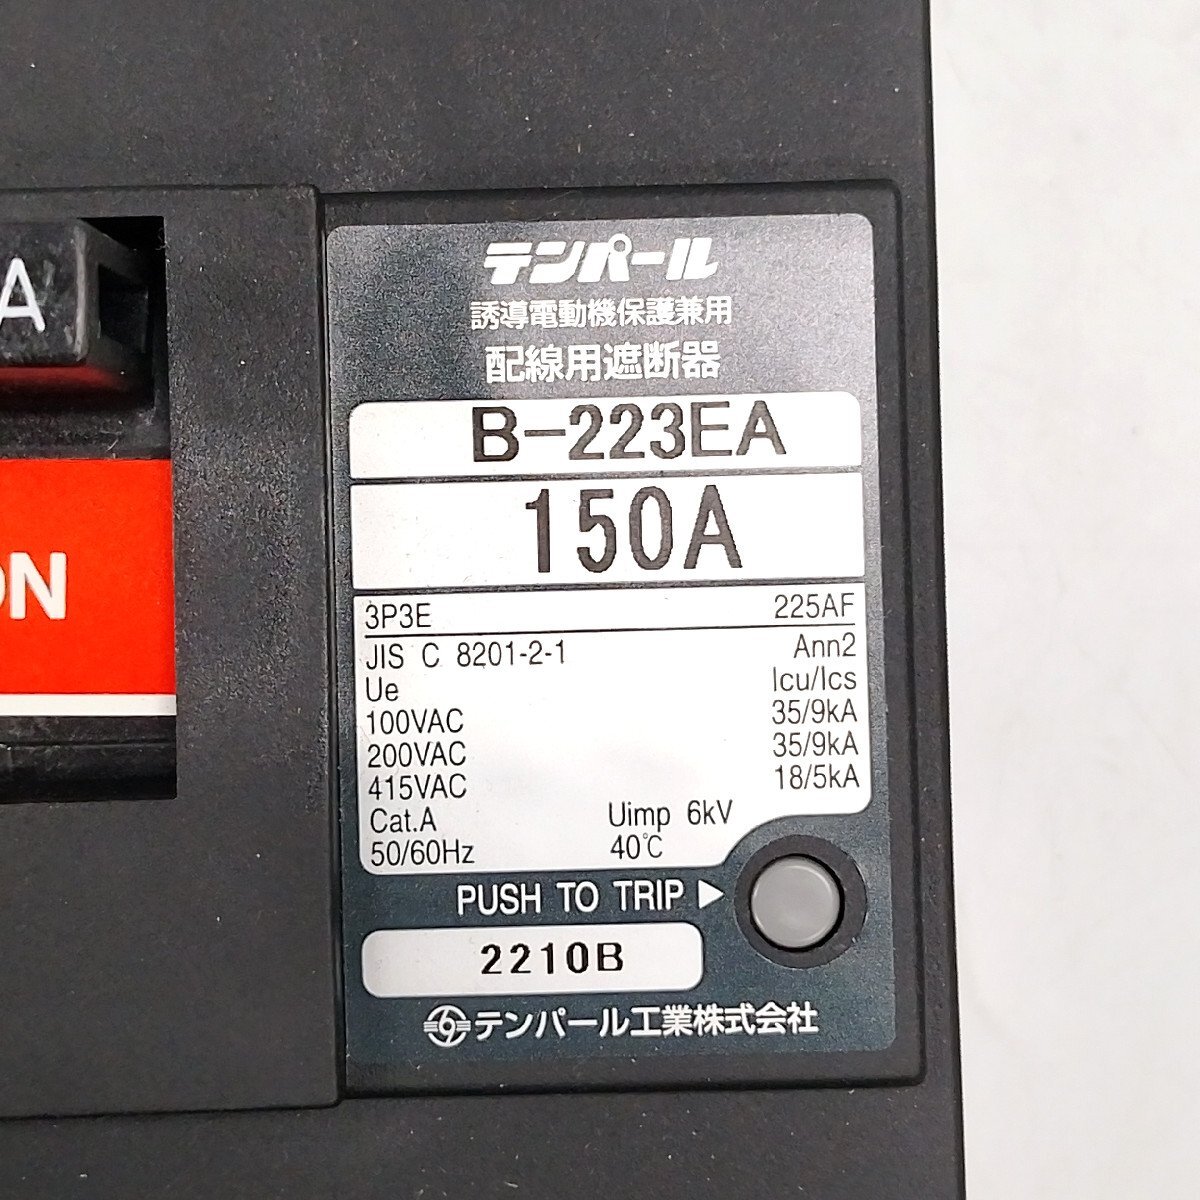 A
ON
テンパール
誘導電動機保護兼用
配線用遮断器
B-223EA
150A
3P3E 225AF
JIS C 8201-2-1 Ann2
Ue Icu/Ics
100VAC 35/9kA
200VAC 35/9kA
415VAC 18/5kA
Cat.A Uimp 6kV
50/60Hz 40℃
PUSH TO TRIP ▶
2210B
テンパール工業株式会社